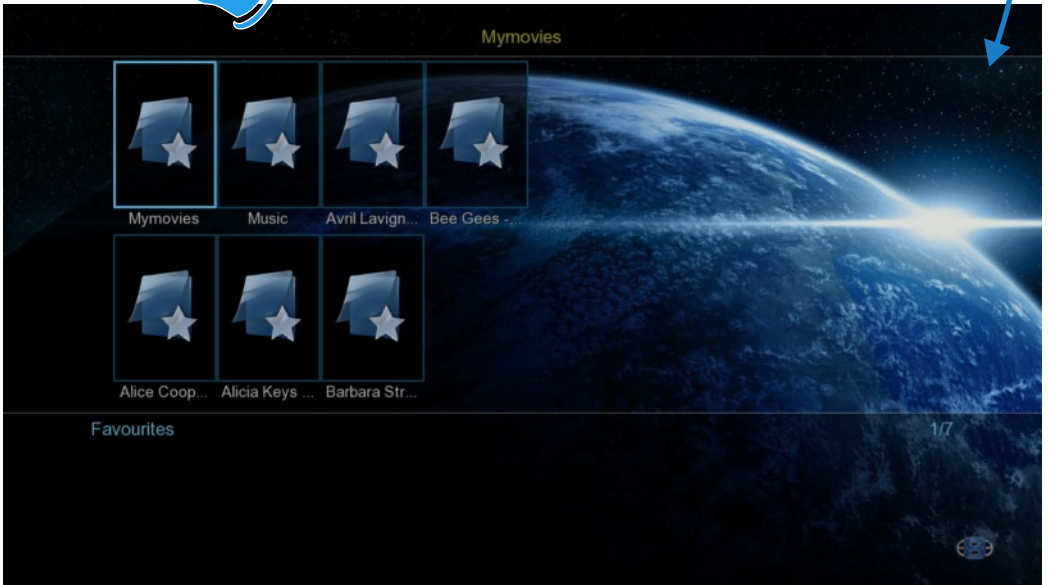 Mymovies
Mymovies Music Avril Lavign... Bee Gees -...
Alice Coop... Alicia Keys ... Barbara Str...
Favourites 1/7